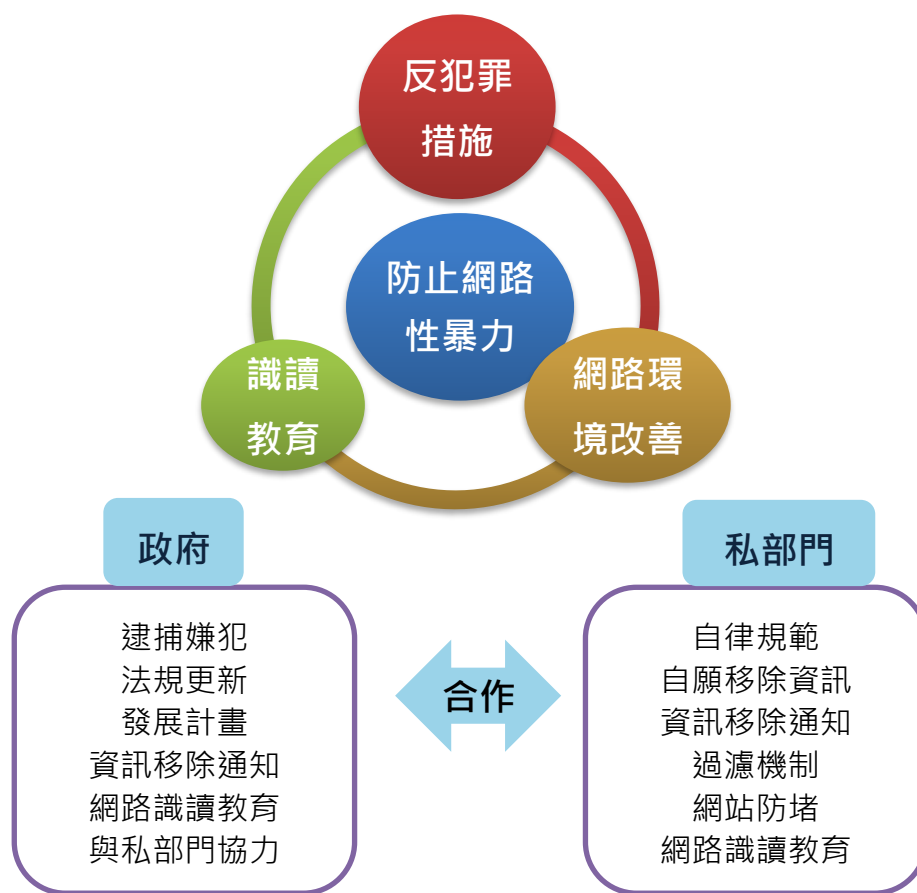 反犯罪
措施
防止網路
性暴力
識讀
教育
網路環
境改善
政府
私部門
逮捕嫌犯
法規更新
發展計畫
資訊移除通知
網路識讀教育
與私部門協力
合作
自律規範
自願移除資訊
資訊移除通知
過濾機制
網站防堵
網路識讀教育